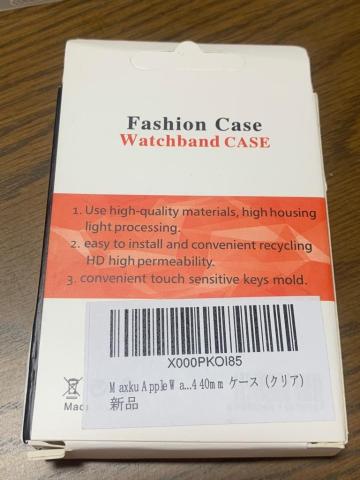 Fashion Case
Watchband CASE
1. Use high-quality materials, high housing
light processing.
2. easy to install and convenient recycling
HD high permeability.
3. convenient touch sensitive keys mold.
X000PKOI85
Maxku Apple Wa...4 40mm ケース (クリア)
新品